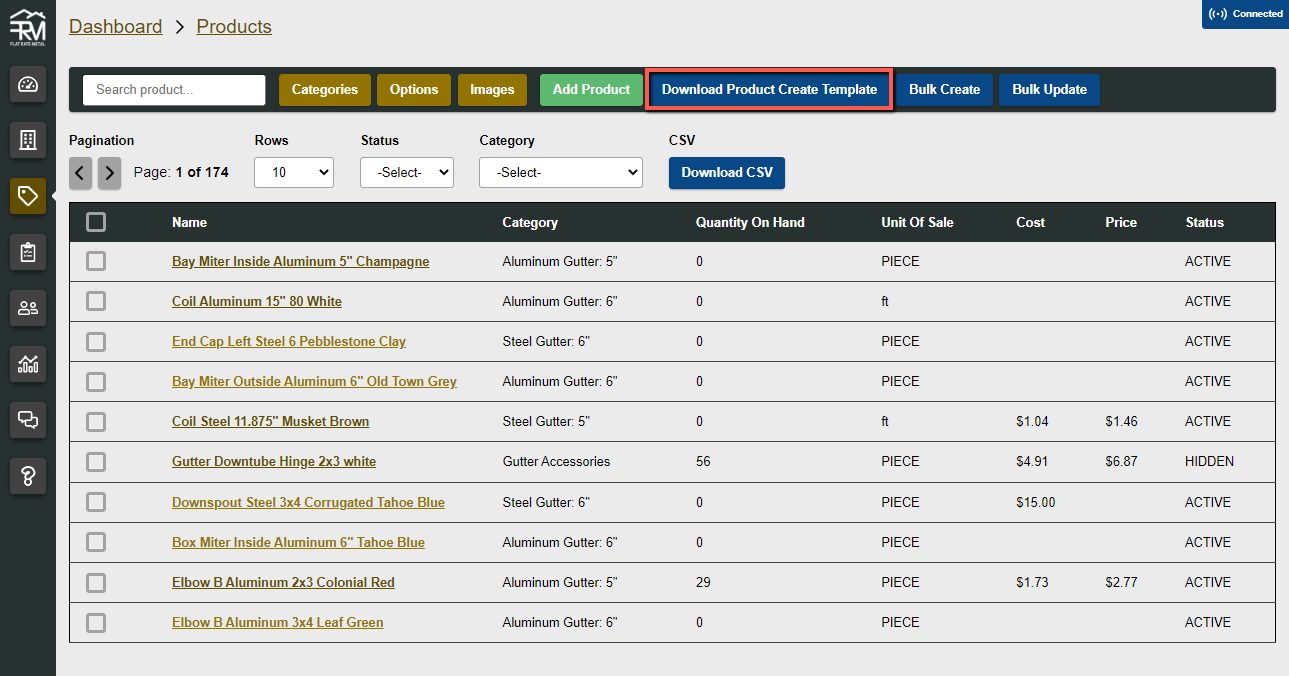 FRM
FLAT RATE METAL
Dashboard > Products
Connected
Search product... Categories Options Images Add Product Download Product Create Template Bulk Create Bulk Update
Pagination Rows Status Category CSV
Page: 1 of 174 10 -Select- -Select- Download CSV
Name Category Quantity On Hand Unit Of Sale Cost Price Status
Bay Miter Inside Aluminum 5" Champagne Aluminum Gutter: 5" 0 PIECE ACTIVE
Coil Aluminum 15" 80 White Aluminum Gutter: 6" 0 ft ACTIVE
End Cap Left Steel 6 Pebblestone Clay Steel Gutter: 6" 0 PIECE ACTIVE
Bay Miter Outside Aluminum 6" Old Town Grey Aluminum Gutter: 6" 0 PIECE ACTIVE
Coil Steel 11.875" Musket Brown Steel Gutter: 5" 0 ft $1.04 $1.46 ACTIVE
Gutter Downtube Hinge 2x3 white Gutter Accessories 56 PIECE $4.91 $6.87 HIDDEN
Downspout Steel 3x4 Corrugated Tahoe Blue Steel Gutter: 6" 0 PIECE $15.00 ACTIVE
Box Miter Inside Aluminum 6" Tahoe Blue Aluminum Gutter: 6" 0 PIECE ACTIVE
Elbow B Aluminum 2x3 Colonial Red Aluminum Gutter: 5" 29 PIECE $1.73 $2.77 ACTIVE
Elbow B Aluminum 3x4 Leaf Green Aluminum Gutter: 6" 0 PIECE ACTIVE